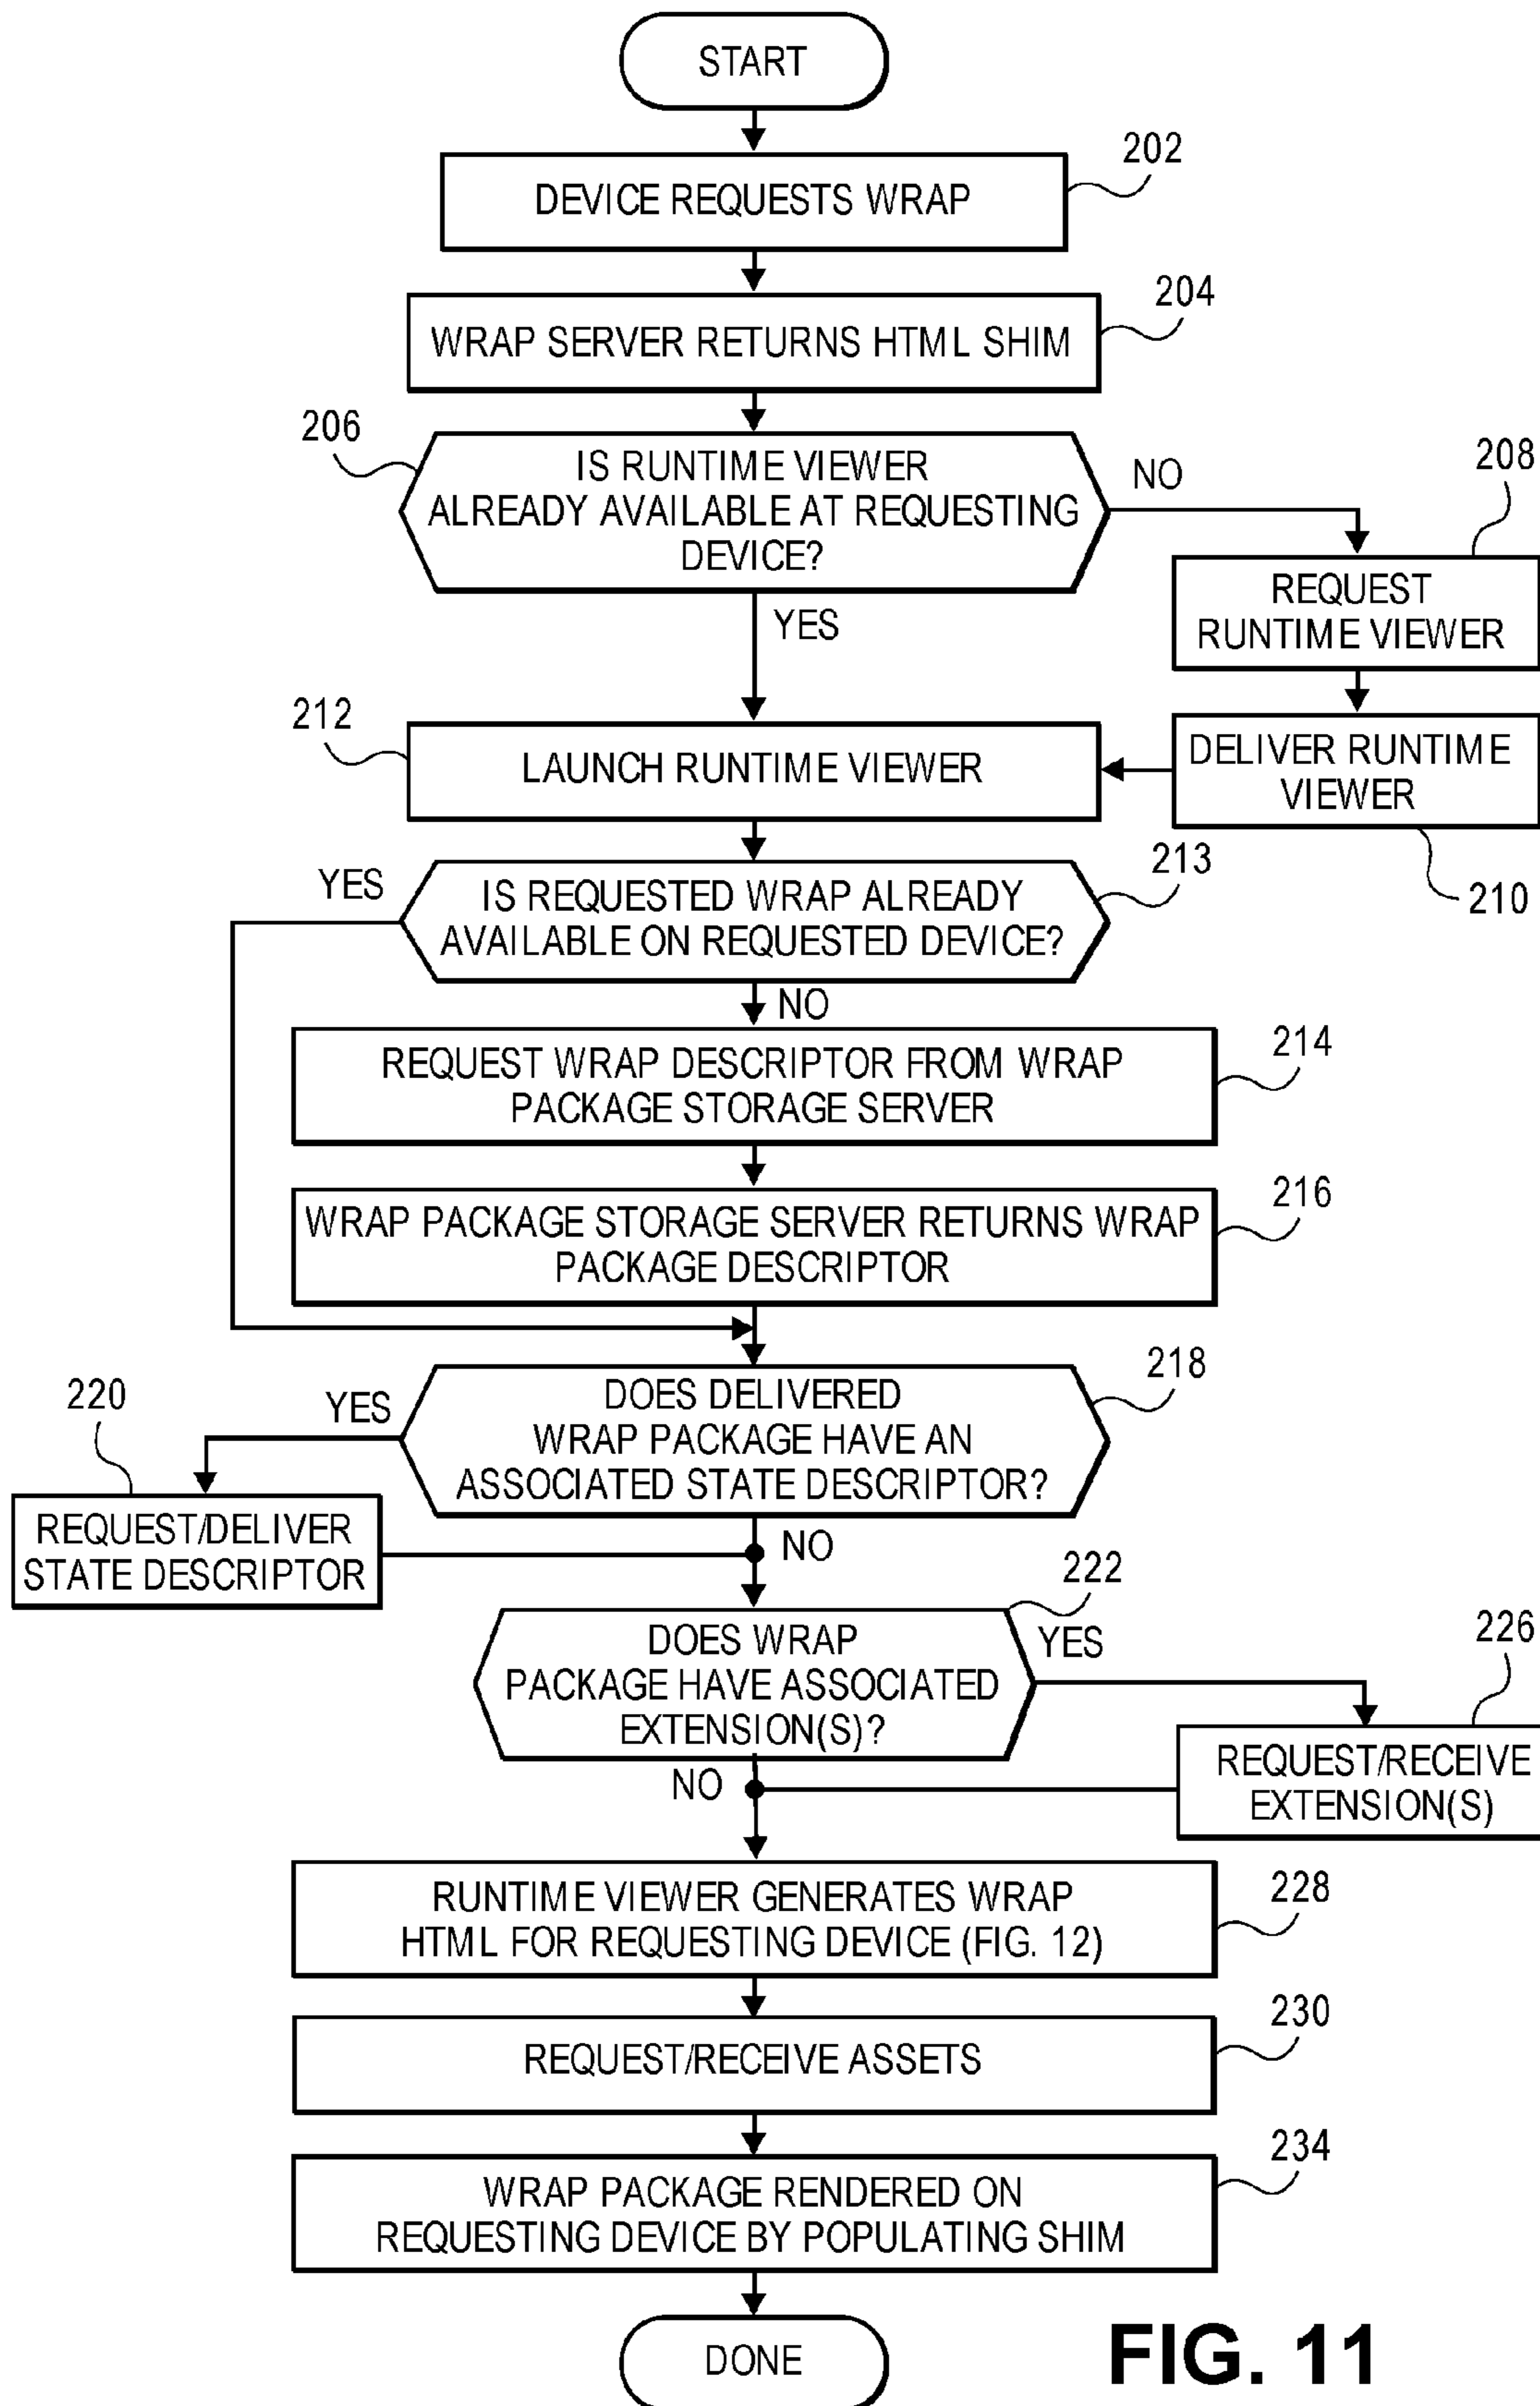 START
202
DEVICE REQUESTS WRAP
204
WRAP SERVER RETURNS HTML SHIM
206
IS RUNTIME VIEWER
ALREADY AVAILABLE AT REQUESTING
DEVICE?
NO
208
REQUEST
RUNTIME VIEWER
YES
212
LAUNCH RUNTIME VIEWER
DELIVER RUNTIME
VIEWER
210
213
YES
IS REQUESTED WRAP ALREADY
AVAILABLE ON REQUESTED DEVICE?
NO
214
REQUEST WRAP DESCRIPTOR FROM WRAP
PACKAGE STORAGE SERVER
216
WRAP PACKAGE STORAGE SERVER RETURNS WRAP
PACKAGE DESCRIPTOR
218
DOES DELIVERED
WRAP PACKAGE HAVE AN
ASSOCIATED STATE DESCRIPTOR?
YES
220
REQUEST/DELIVER
STATE DESCRIPTOR
NO
222
DOES WRAP
PACKAGE HAVE ASSOCIATED
EXTENSION(S)?
YES
226
REQUEST/RECEIVE
EXTENSION(S)
NO
228
RUNTIME VIEWER GENERATES WRAP
HTML FOR REQUESTING DEVICE (FIG. 12)
230
REQUEST/RECEIVE ASSETS
234
WRAP PACKAGE RENDERED ON
REQUESTING DEVICE BY POPULATING SHIM
DONE
FIG. 11